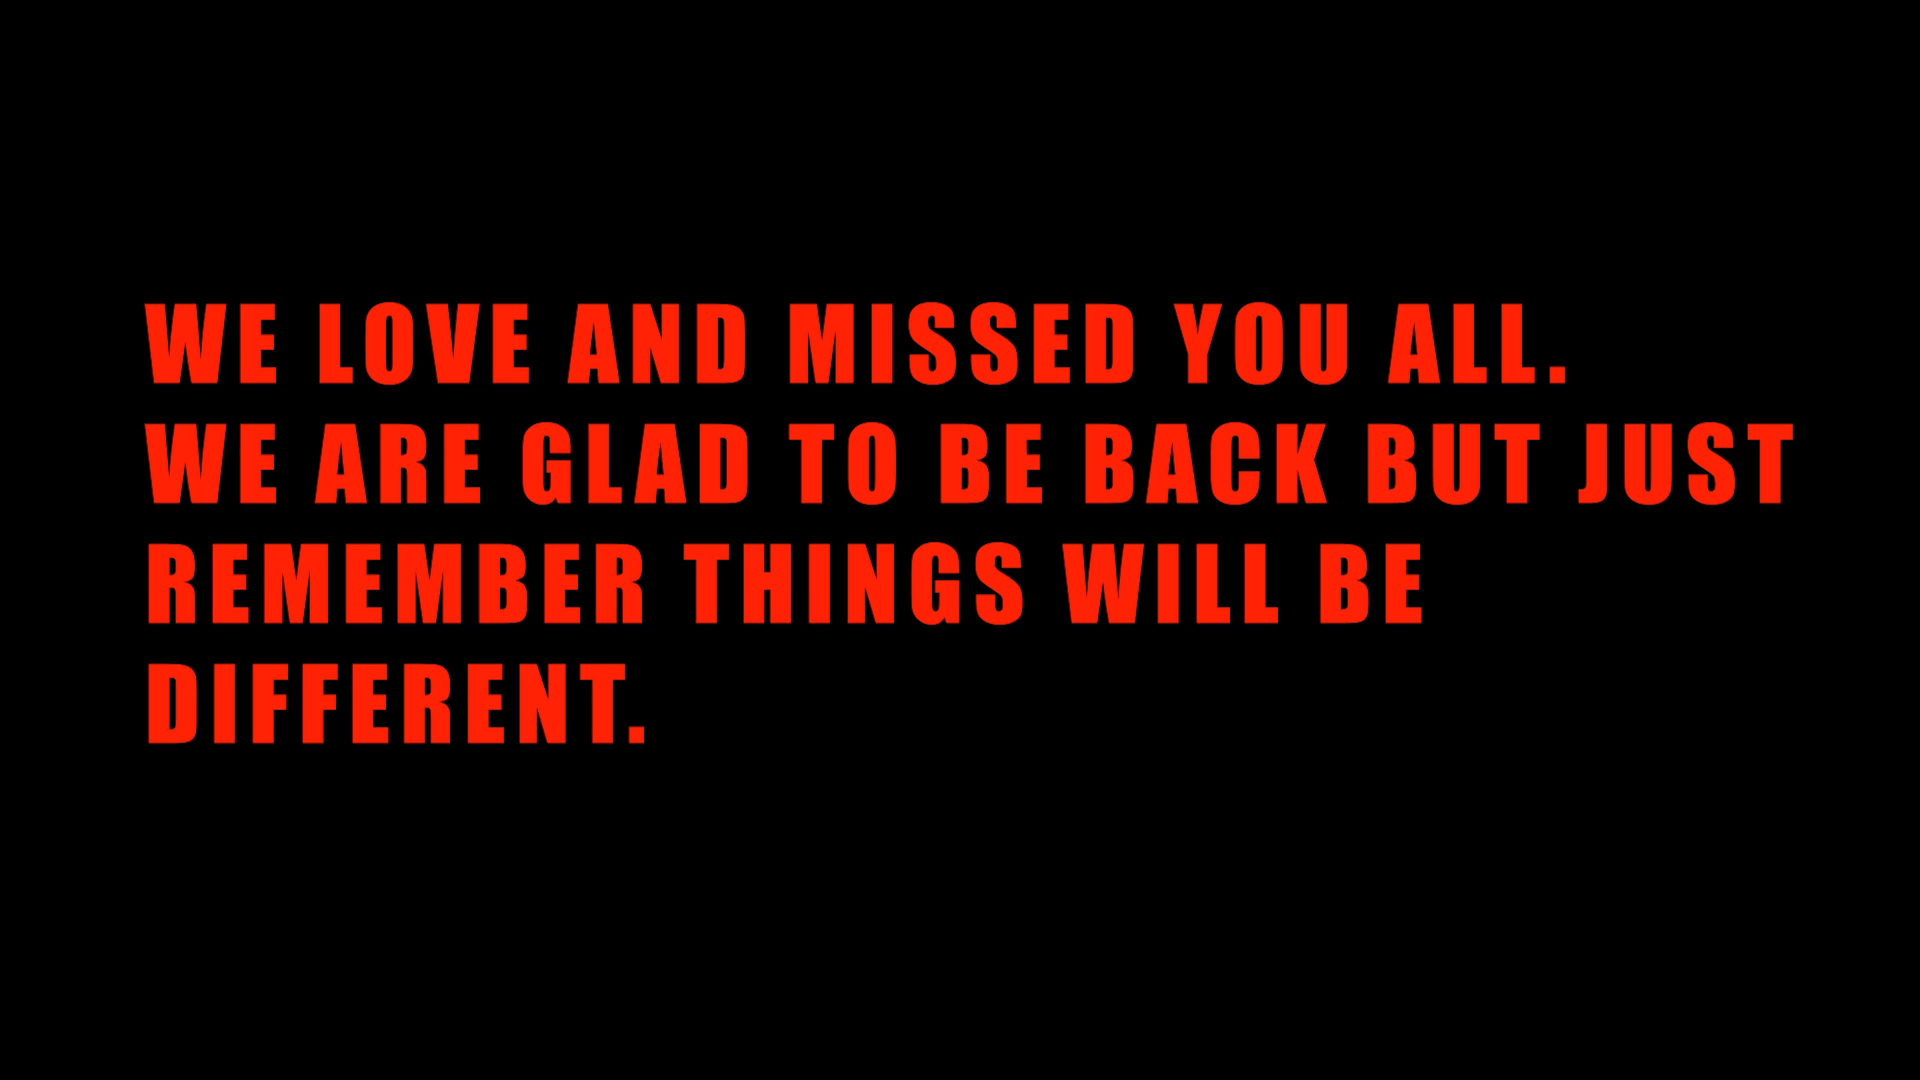 WE LOVE AND MISSED YOU ALL.
WE ARE GLAD TO BE BACK BUT JUST
REMEMBER THINGS WILL BE
DIFFERENT.